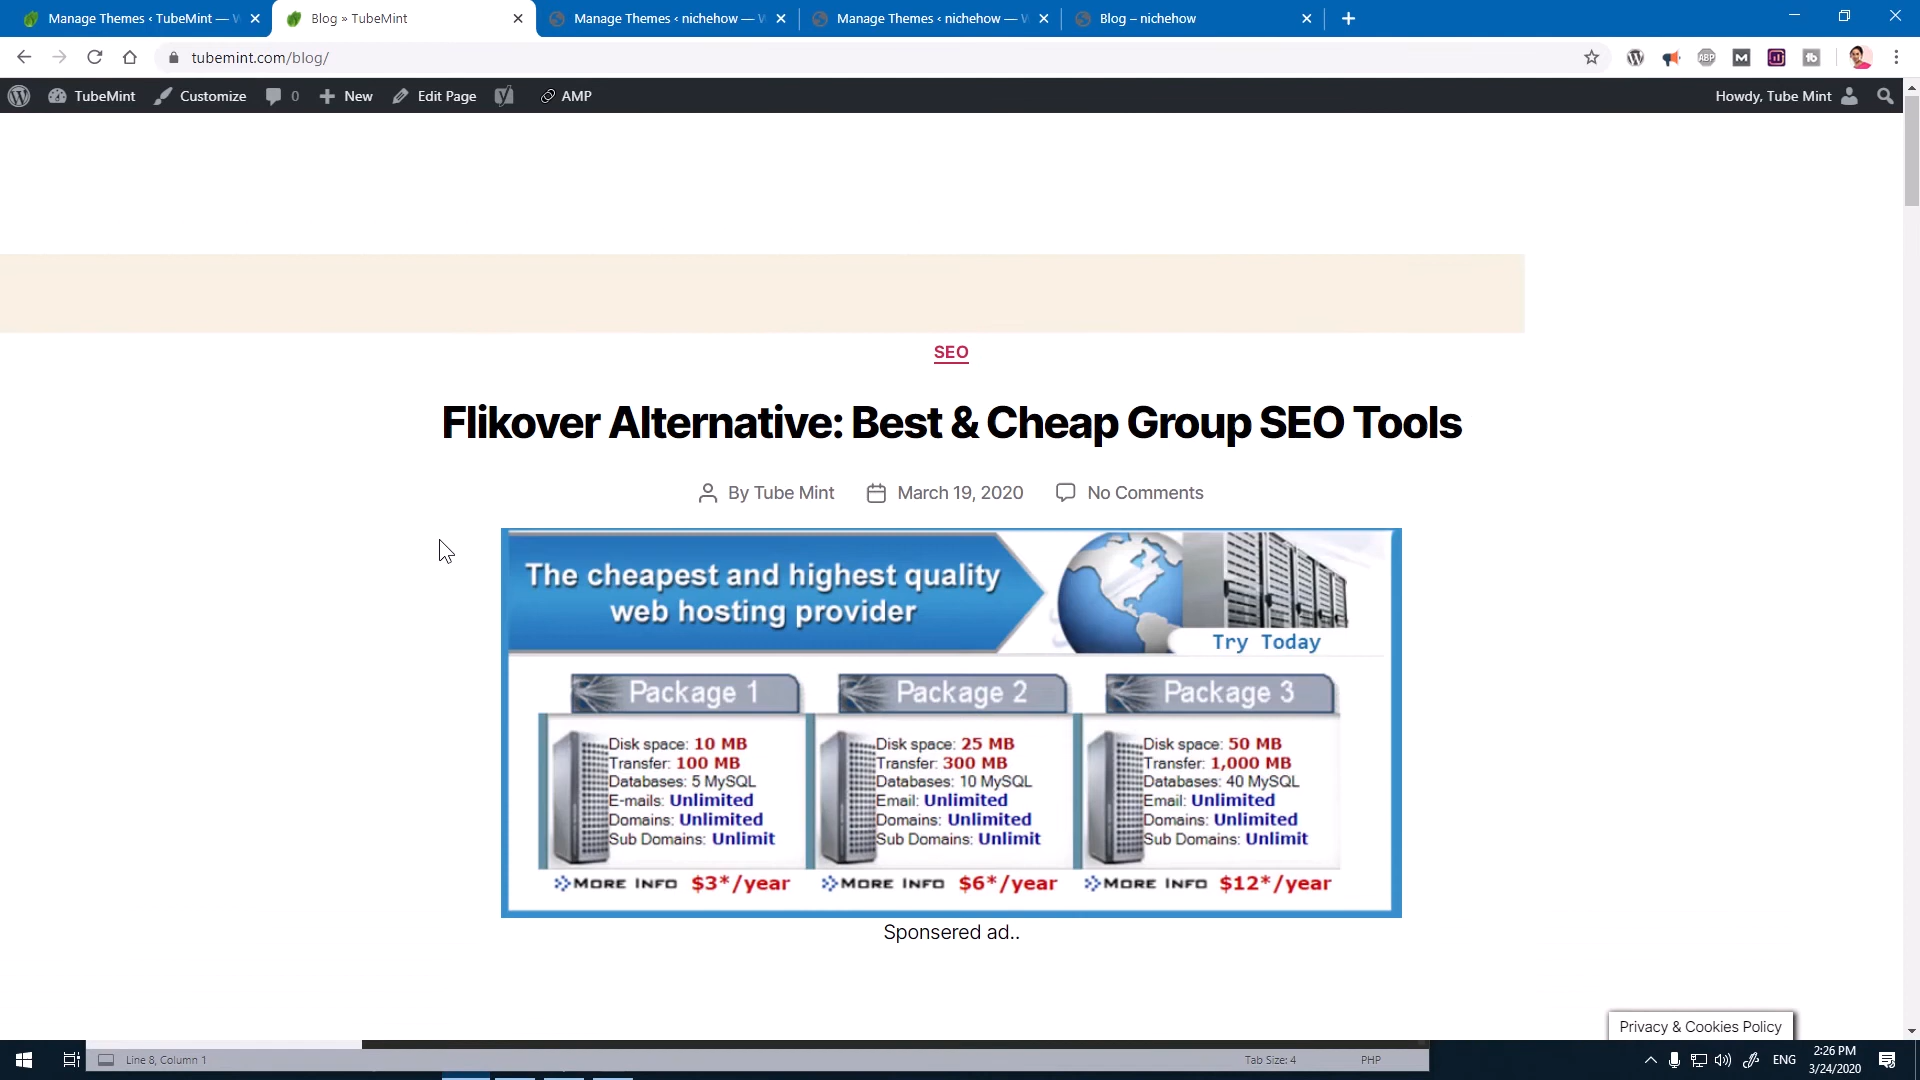 Manage Themes ‹ TubeMint —
Blog » TubeMint
Manage Themes ‹ nichehow —
Manage Themes ‹ nichehow —
Blog – nichehow
tubemint.com/blog/
ABP
TubeMint
Customize
0
New
Edit Page
AMP
Howdy, Tube Mint
SEO
Flikover Alternative: Best & Cheap Group SEO Tools
By Tube Mint
March 19, 2020
No Comments
The cheapest and highest quality
web hosting provider
Try Today
Package 1
Package 2
Package 3
Disk space: 10 MB
Transfer: 100 MB
Databases: 5 MySQL
E-mails: Unlimited
Domains: Unlimited
Sub Domains: Unlimit
Disk space: 25 MB
Transfer: 300 MB
Databases: 10 MySQL
Email: Unlimited
Domains: Unlimited
Sub Domains: Unlimit
Disk space: 50 MB
Transfer: 1,000 MB
Databases: 40 MySQL
Email: Unlimited
Domains: Unlimited
Sub Domains: Unlimit
More Info $3*/year
More Info $6*/year
More Info $12*/year
Sponsered ad..
Privacy & Cookies Policy
Line 8, Column 1
Tab Size: 4
PHP
ENG
2:26 PM
3/24/2020